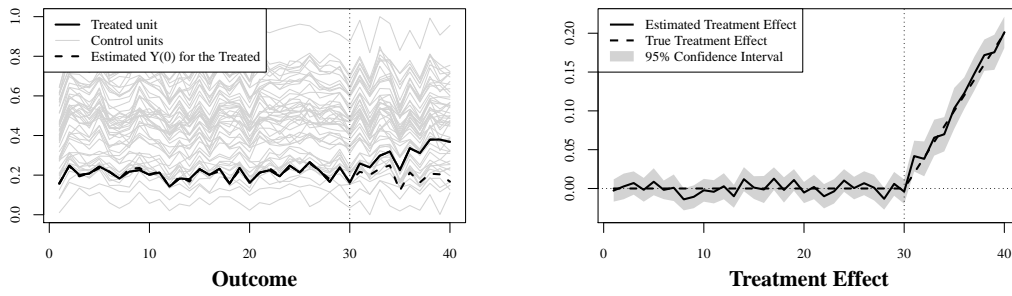 Treated unit
Control units
Estimated Y(0) for the Treated
0.0 0.2 0.4 0.6 0.8 1.0
0 10 20 30 40
Outcome
Estimated Treatment Effect
True Treatment Effect
95% Confidence Interval
0.00 0.05 0.10 0.15 0.20
0 10 20 30 40
Treatment Effect